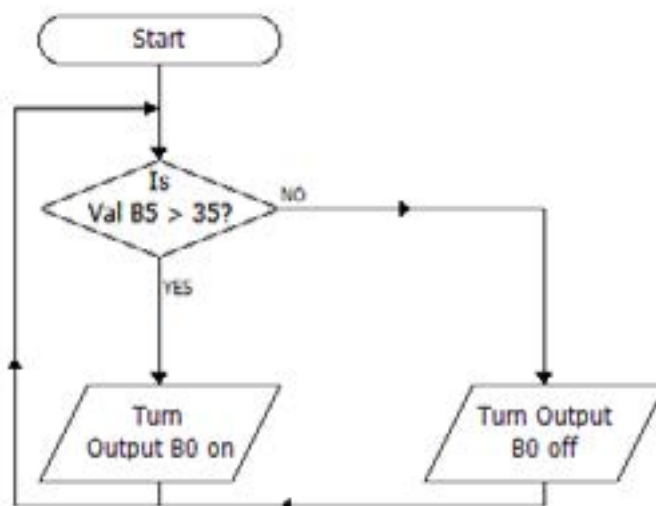 Start
Is
Val B5 > 35?
NO
YES
Turn
Output B0 on
Turn Output
B0 off